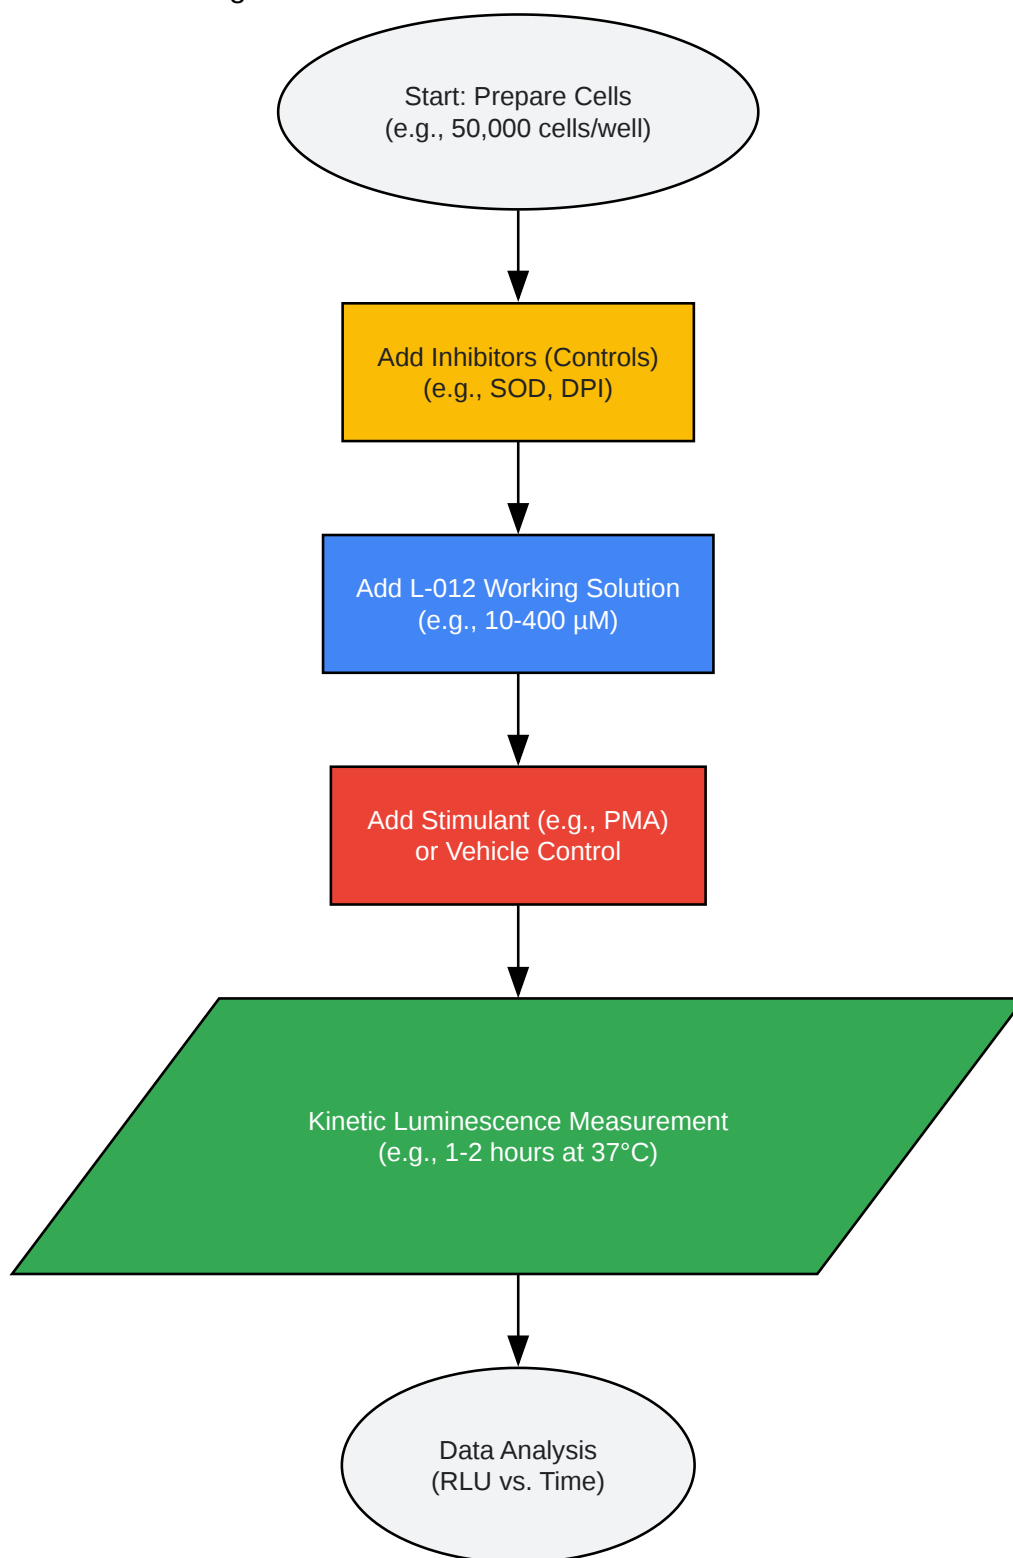 Start: Prepare Cells
(e.g., 50,000 cells/well)
Add Inhibitors (Controls)
(e.g., SOD, DPI)
Add L-012 Working Solution
(e.g., 10-400 µM)
Add Stimulant (e.g., PMA)
or Vehicle Control
Kinetic Luminescence Measurement
(e.g., 1-2 hours at 37°C)
Data Analysis
(RLU vs. Time)